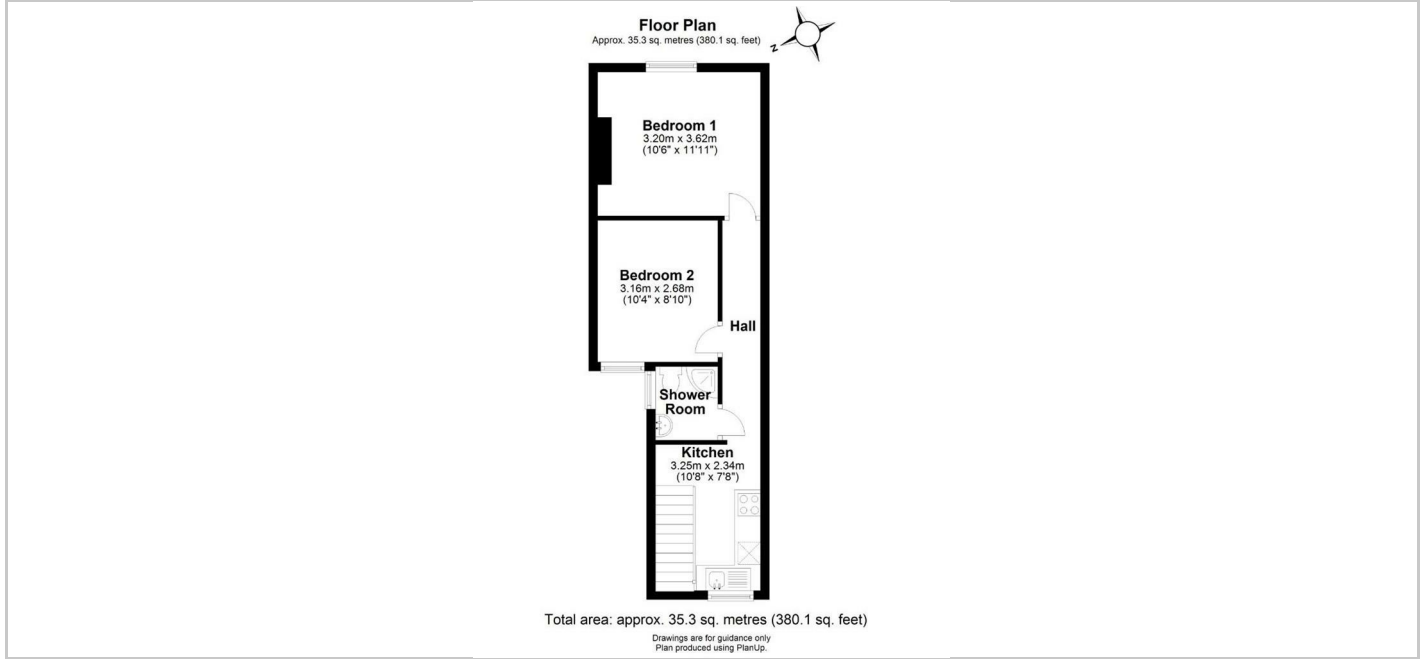 Floor Plan
Approx. 35.3 sq. metres (380.1 sq. feet)
N
Bedroom 1
3.20m x 3.62m
(10'6" x 11'11")
Bedroom 2
3.16m x 2.68m
(10'4" x 8'10")
Hall
Shower
Room
Kitchen
3.25m x 2.34m
(10'8" x 7'8")
Total area: approx. 35.3 sq. metres (380.1 sq. feet)
Drawings are for guidance only
Plan produced using PlanUp.